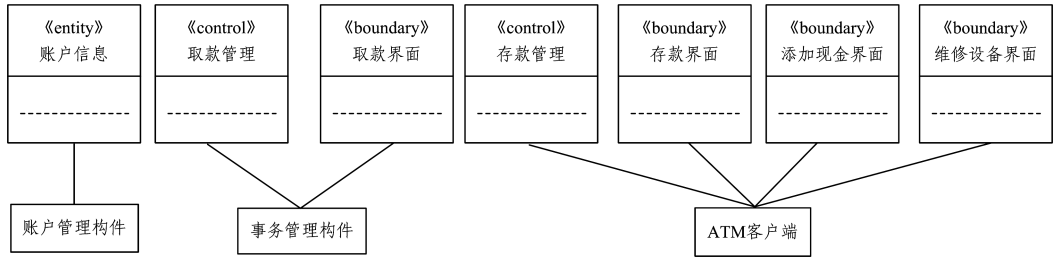 《entity》
账户信息
《control》
取款管理
《boundary》
取款界面
《control》
存款管理
《boundary》
存款界面
《boundary》
添加现金界面
《boundary》
维修设备界面
账户管理构件
事务管理构件
ATM客户端